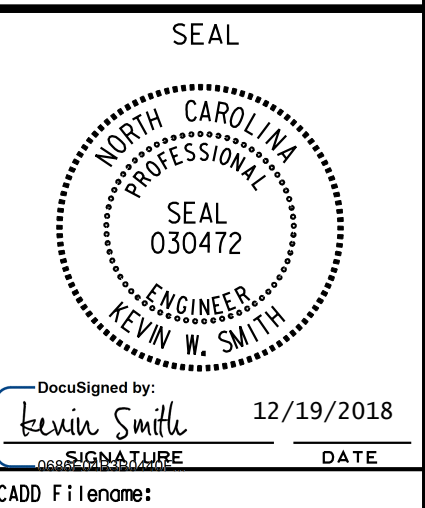 SEAL
NORTH CAROLINA
PROFESSIONAL
SEAL
030472
ENGINEER
KEVIN W. SMITH
DocuSigned by:
Kevin Smith
12/19/2018
SIGNATURE
DATE
CADD Filename: